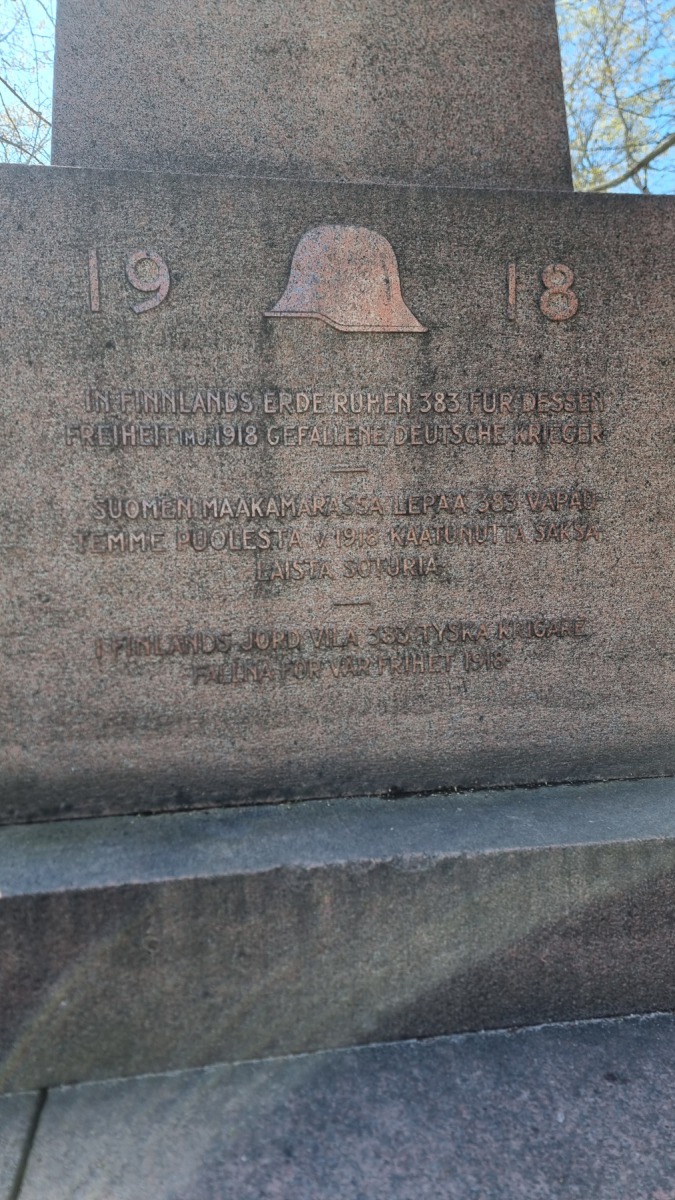 19 18
IN FINNLANDS ERDE RUHEN 383 FÜR DESSEN
FREIHEIT IM J. 1918 GEFALLENE DEUTSCHE KRIEGER
SUOMEN MAAKAMARASSA LEPÄÄ 383 VAPAU-
TEMME PUOLESTA V. 1918 KAATUNUTTA SAKSA-
LAISTA SOTURIA
I FINLANDS JORD VILA 383 TYSKA KRIGARE
FALLNA FÖR VÅR FRIHET 1918